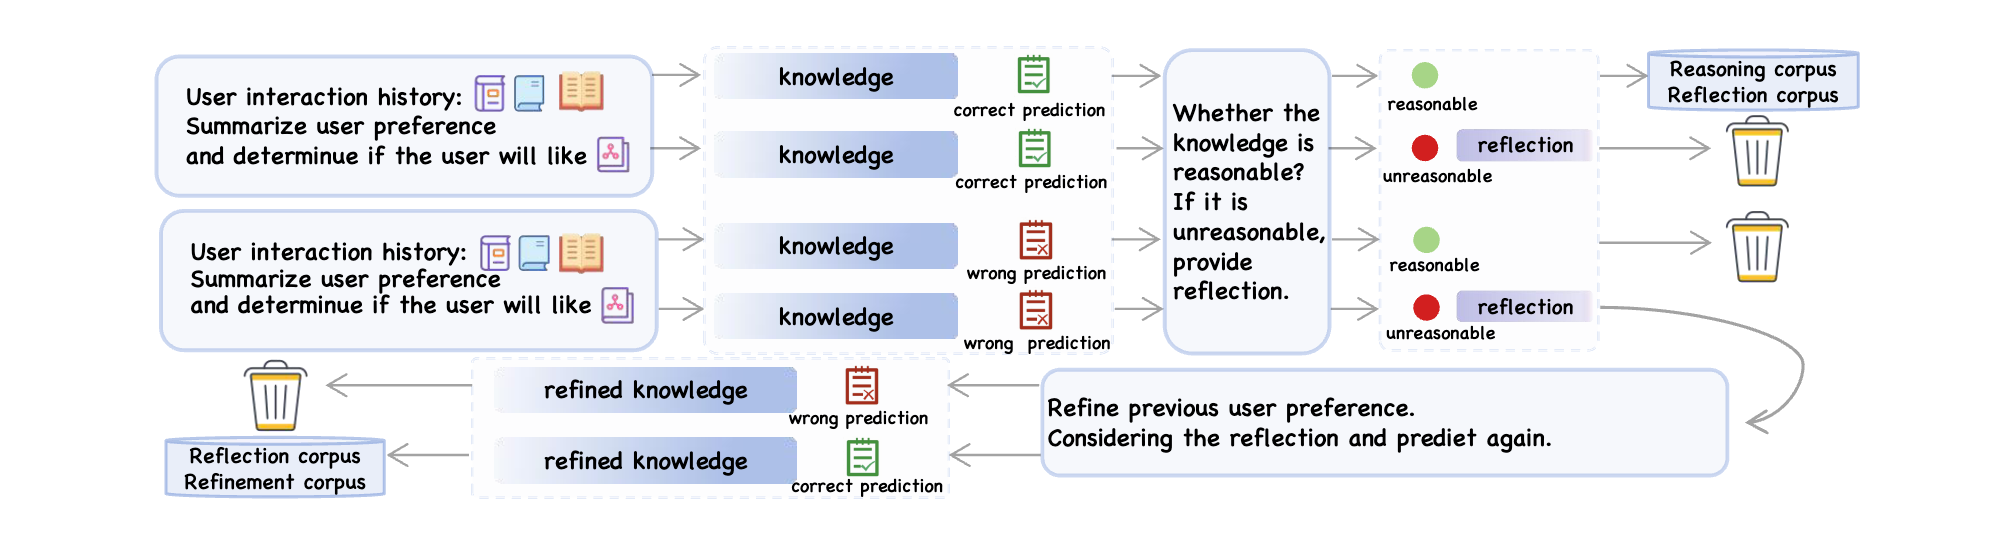 User interaction history:
Summarize user preference
and determinue if the user will like
User interaction history:
Summarize user preference
and determinue if the user will like
knowledge
correct prediction
knowledge
correct prediction
knowledge
wrong prediction
knowledge
wrong prediction
Whether the
knowledge is
reasonable?
If it is
unreasonable,
provide
reflection.
reasonable
reflection
unreasonable
reasonable
reflection
unreasonable
Reasoning corpus
Reflection corpus
Refine previous user preference.
Considering the reflection and prediet again.
refined knowledge
wrong prediction
refined knowledge
correct prediction
Reflection corpus
Refinement corpus